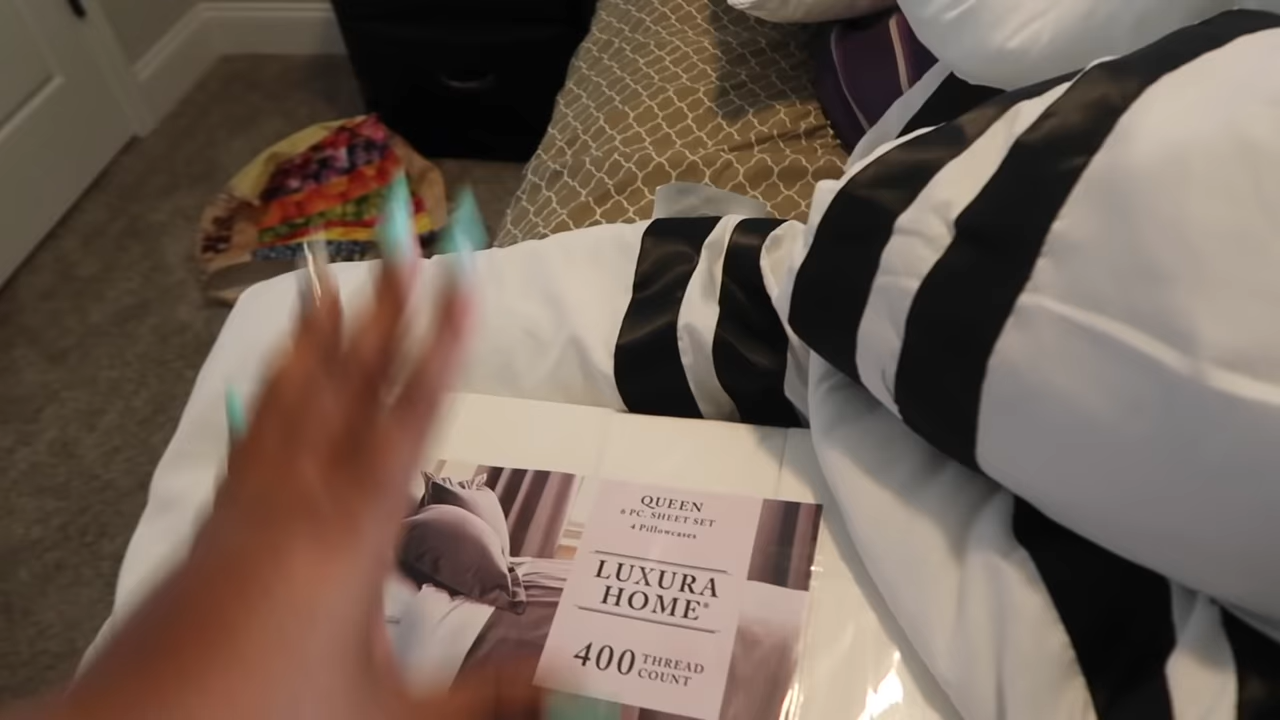 QUEEN
6 PC. SHEET SET
4 Pillowcases
LUXURA
HOME®
400 THREAD
COUNT